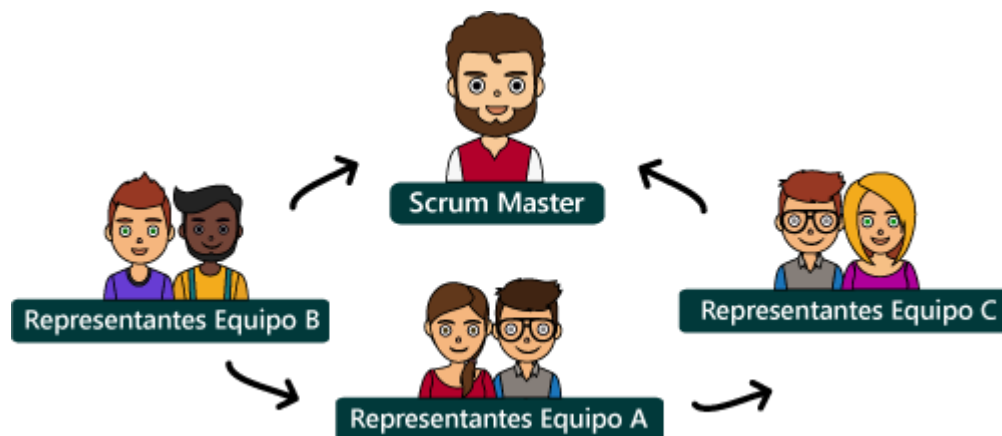 Scrum Master
Representantes Equipo B
Representantes Equipo C
Representantes Equipo A